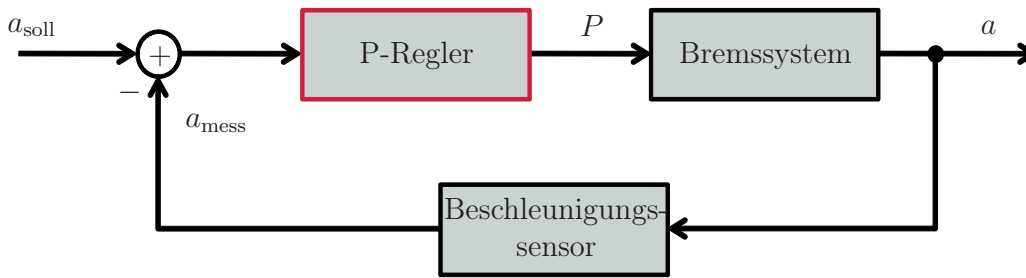 a_soll
+
−
P-Regler
P
Bremssystem
a
a_mess
Beschleunigungs-
sensor